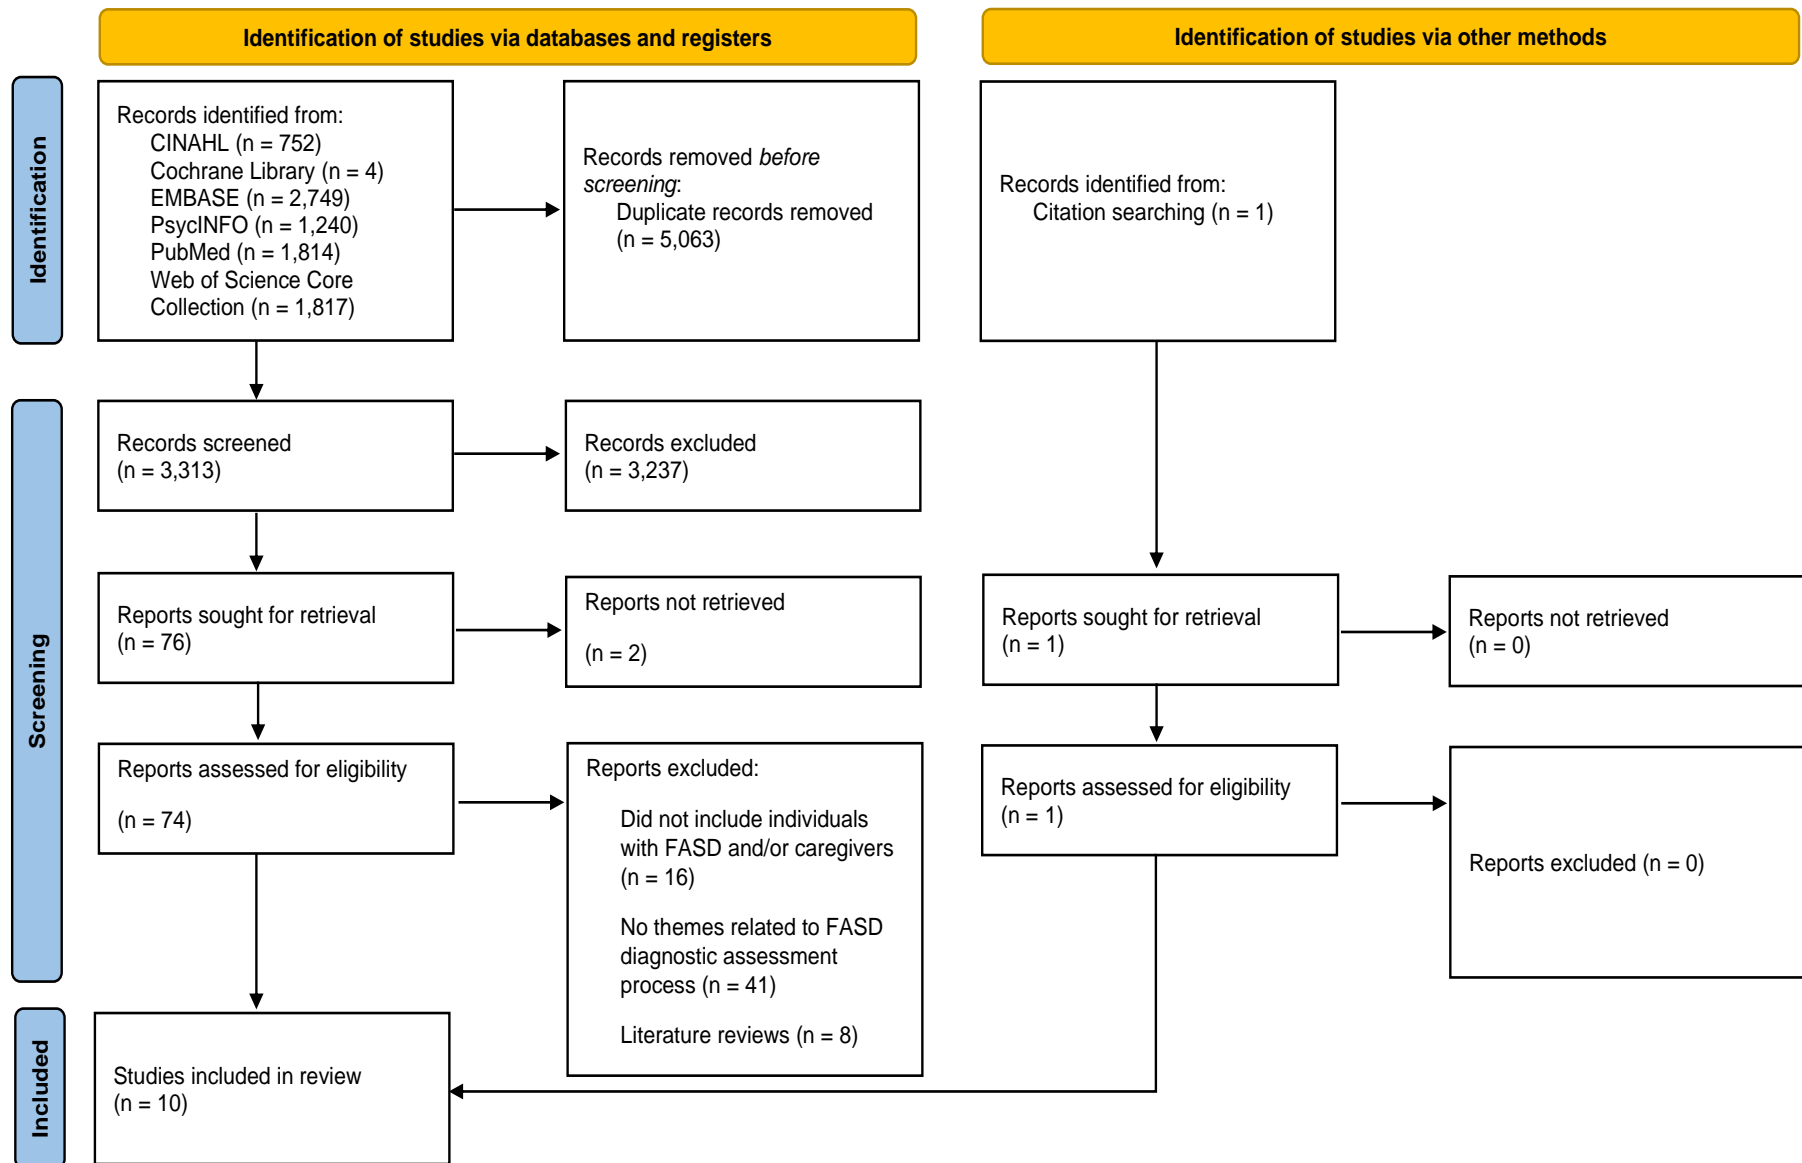 Identification of studies via databases and registers
Identification of studies via other methods
Identification
Records identified from:
CINAHL (n = 752)
Cochrane Library (n = 4)
EMBASE (n = 2,749)
PsycINFO (n = 1,240)
PubMed (n = 1,814)
Web of Science Core
Collection (n = 1,817)
Records removed before
screening:
Duplicate records removed
(n = 5,063)
Records identified from:
Citation searching (n = 1)
Screening
Records screened
(n = 3,313)
Records excluded
(n = 3,237)
Reports sought for retrieval
(n = 76)
Reports not retrieved
(n = 2)
Reports sought for retrieval
(n = 1)
Reports not retrieved
(n = 0)
Reports assessed for eligibility
(n = 74)
Reports excluded:
Did not include individuals
with FASD and/or caregivers
(n = 16)
No themes related to FASD
diagnostic assessment
process (n = 41)
Literature reviews (n = 8)
Reports assessed for eligibility
(n = 1)
Reports excluded (n = 0)
Included
Studies included in review
(n = 10)